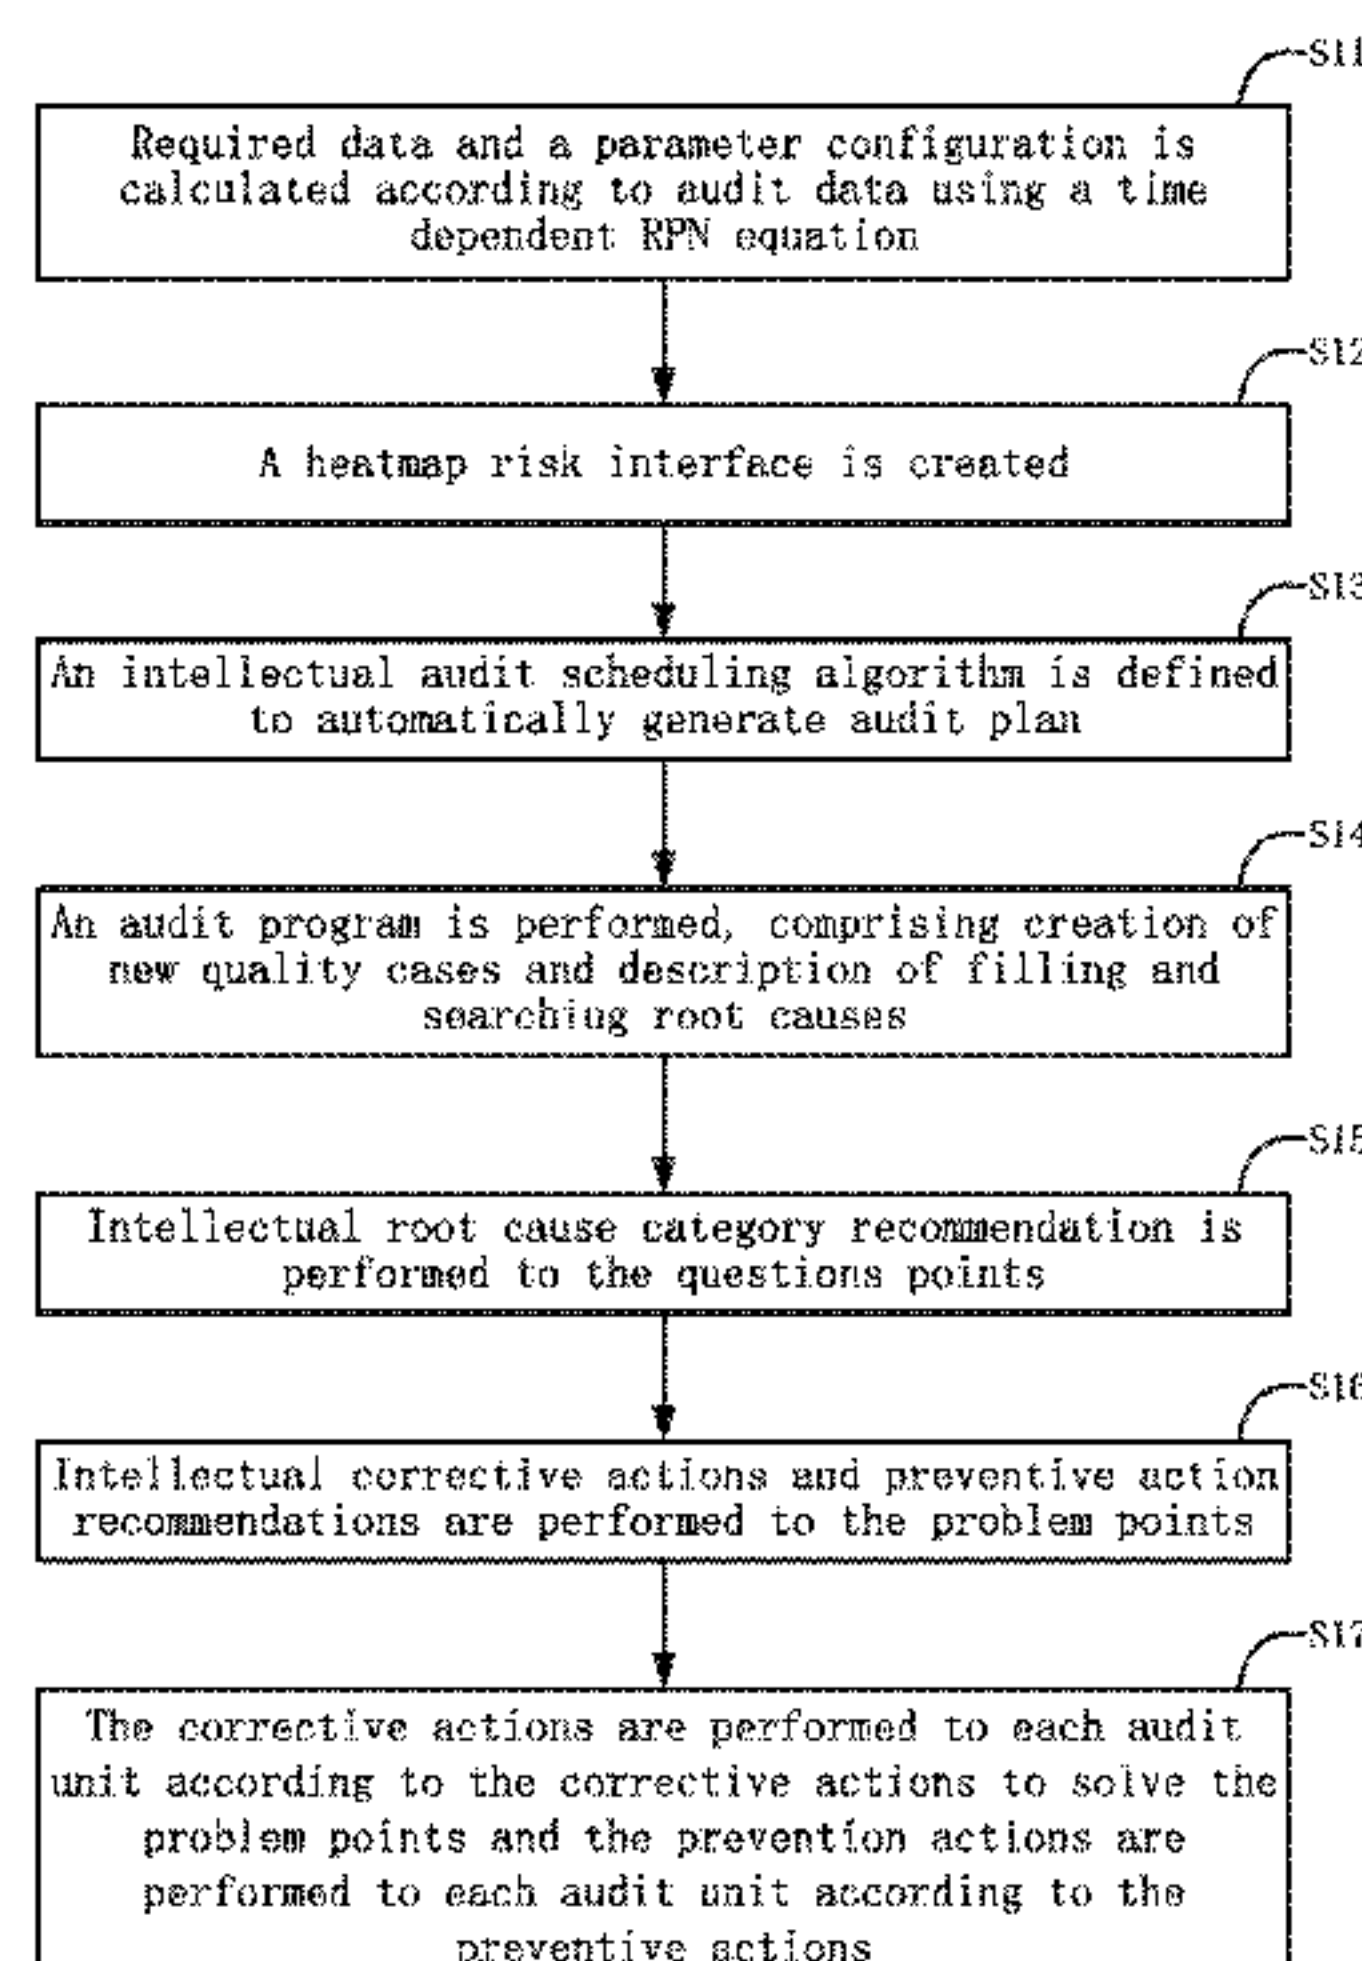 S11
Required data and a parameter configuration is
calculated according to audit data using a time
dependent RPN equation
S12
A heatmap risk interface is created
S13
An intellectual audit scheduling algorithm is defined
to automatically generate audit plan
S14
An audit program is performed, comprising creation of
new quality cases and description of filling and
searching root causes
S15
Intellectual root cause category recommendation is
performed to the questions points
S16
Intellectual corrective actions and preventive action
recommendations are performed to the problem points
S17
The corrective actions are performed to each audit
unit according to the corrective actions to solve the
problem points and the prevention actions are
performed to each audit unit according to the
preventive actions